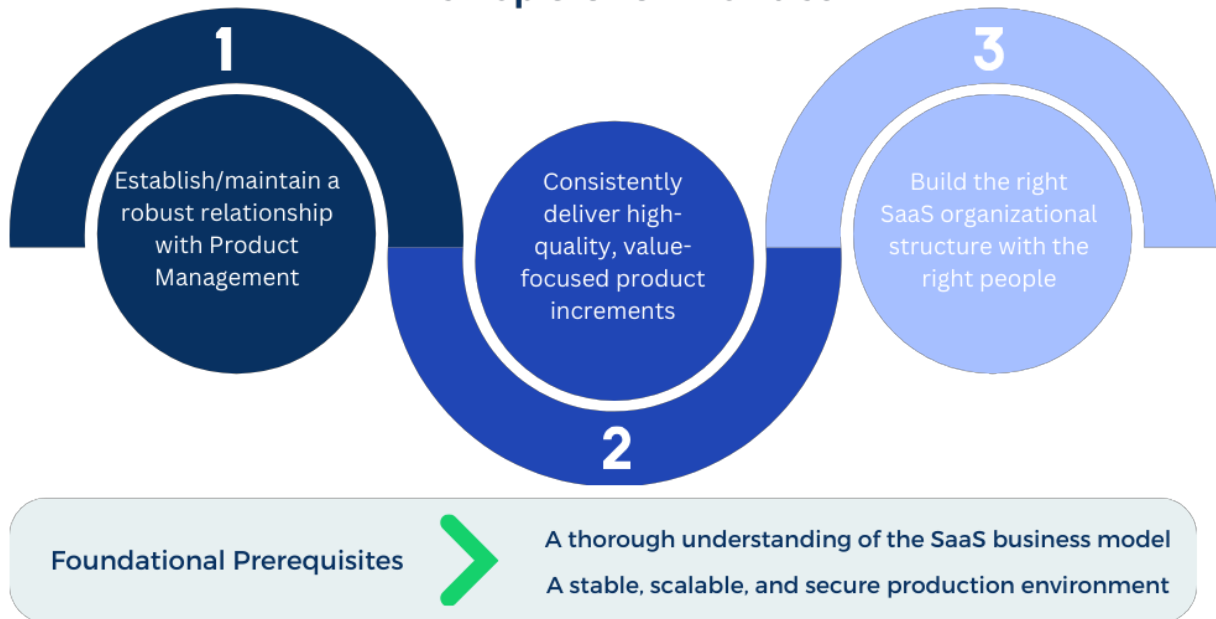 1
Establish/maintain a
robust relationship
with Product
Management
Consistently
deliver high-
quality, value-
focused product
increments
2
3
Build the right
SaaS organizational
structure with the
right people
Foundational Prerequisites
A thorough understanding of the SaaS business model
A stable, scalable, and secure production environment